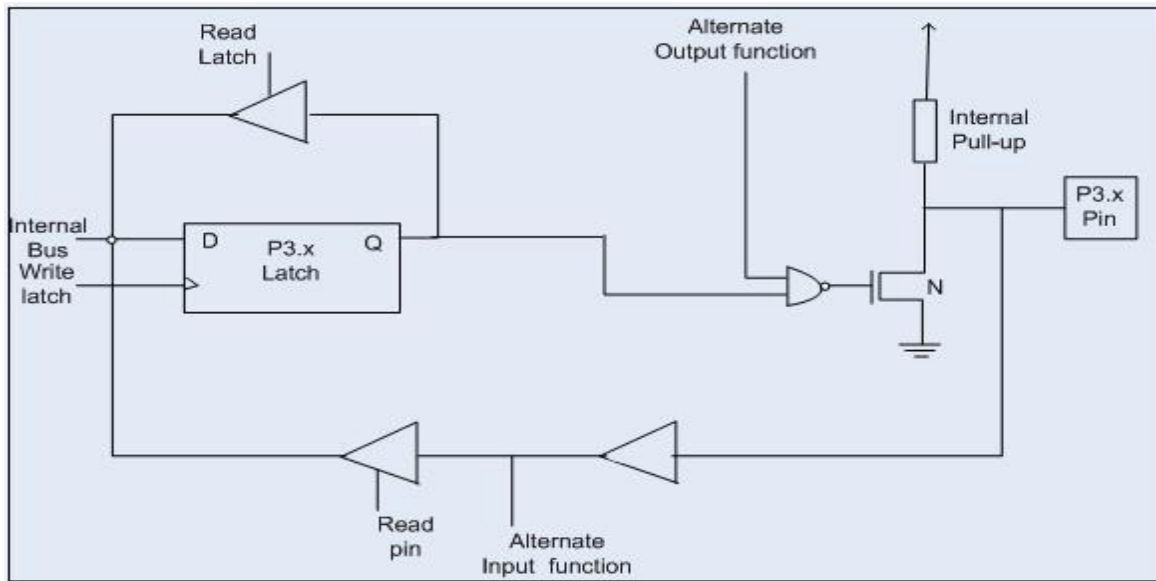 Read
Latch
Alternate
Output function
Internal
Pull-up
P3.x
Pin
Internal
Bus
Write
latch
D
Q
P3.x
Latch
N
Read
pin
Alternate
Input function